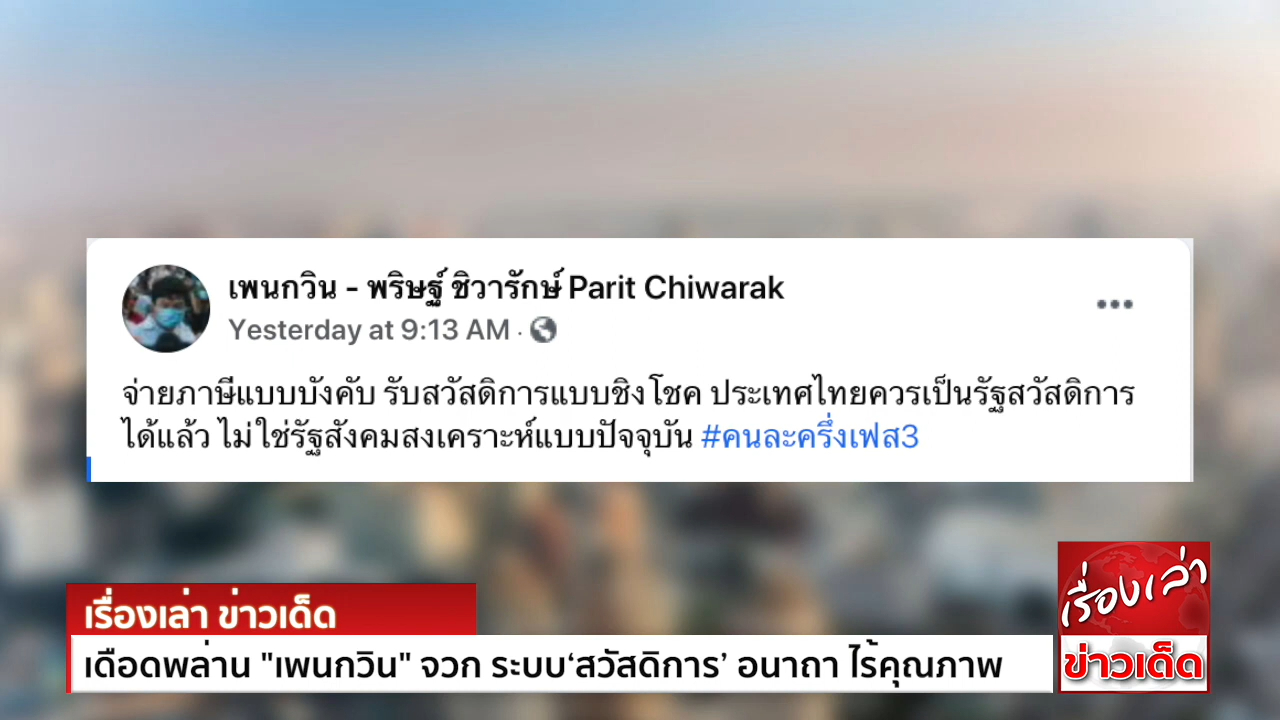 เพนกวิน - พริษฐ์ ชิวารักษ์ Parit Chiwarak
Yesterday at 9:13 AM ·
จ่ายภาษีแบบบังคับ รับสวัสดิการแบบชิงโชค ประเทศไทยควรเป็นรัฐสวัสดิการ
ได้แล้ว ไม่ใช่รัฐสังคมสงเคราะห์แบบปัจจุบัน #คนละครึ่งเฟส3
เรื่องเล่า ข่าวเด็ด
เดือดพล่าน "เพนกวิน" จวก ระบบ‘สวัสดิการ’ อนาถา ไร้คุณภาพ
เรื่องเล่า
ข่าวเด็ด